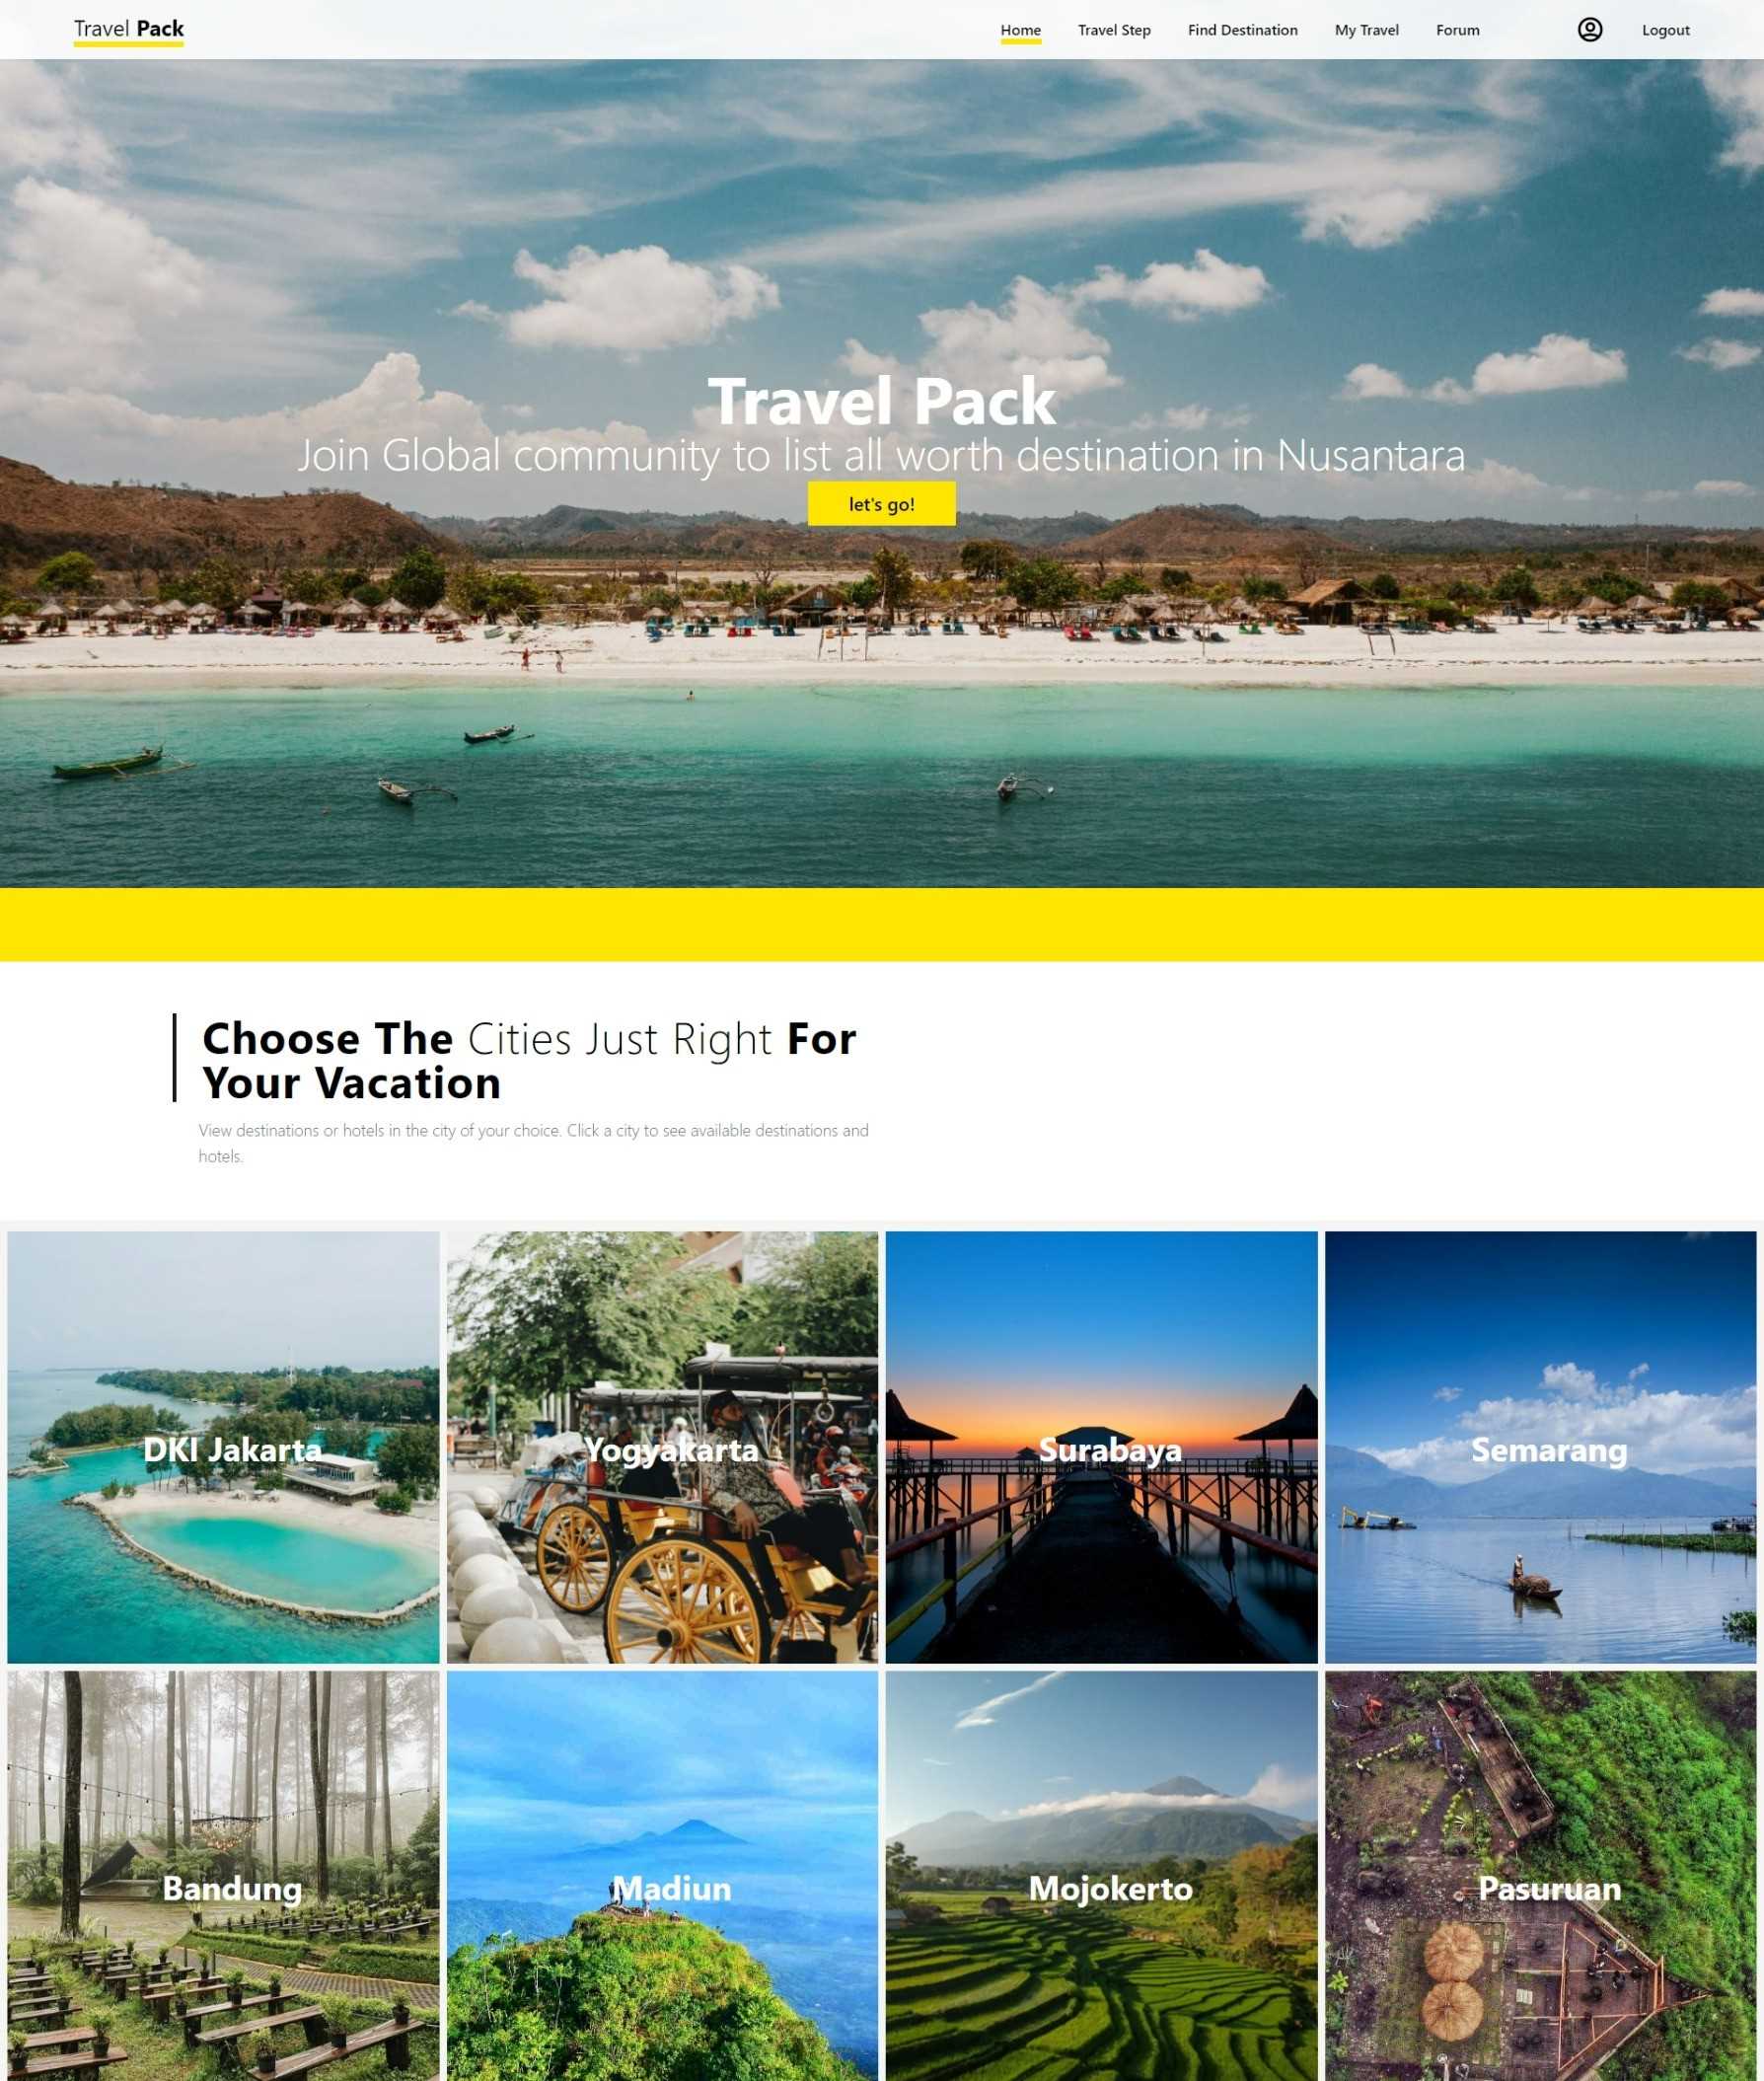 Travel Pack
Home Travel Step Find Destination My Travel Forum Logout
Travel Pack
Join Global community to list all worth destination in Nusantara
let's go!
Choose The Cities Just Right For
Your Vacation
View destinations or hotels in the city of your choice. Click a city to see available destinations and
hotels.
DKI Jakarta
Yogyakarta
Surabaya
Semarang
Bandung
Madiun
Mojokerto
Pasuruan